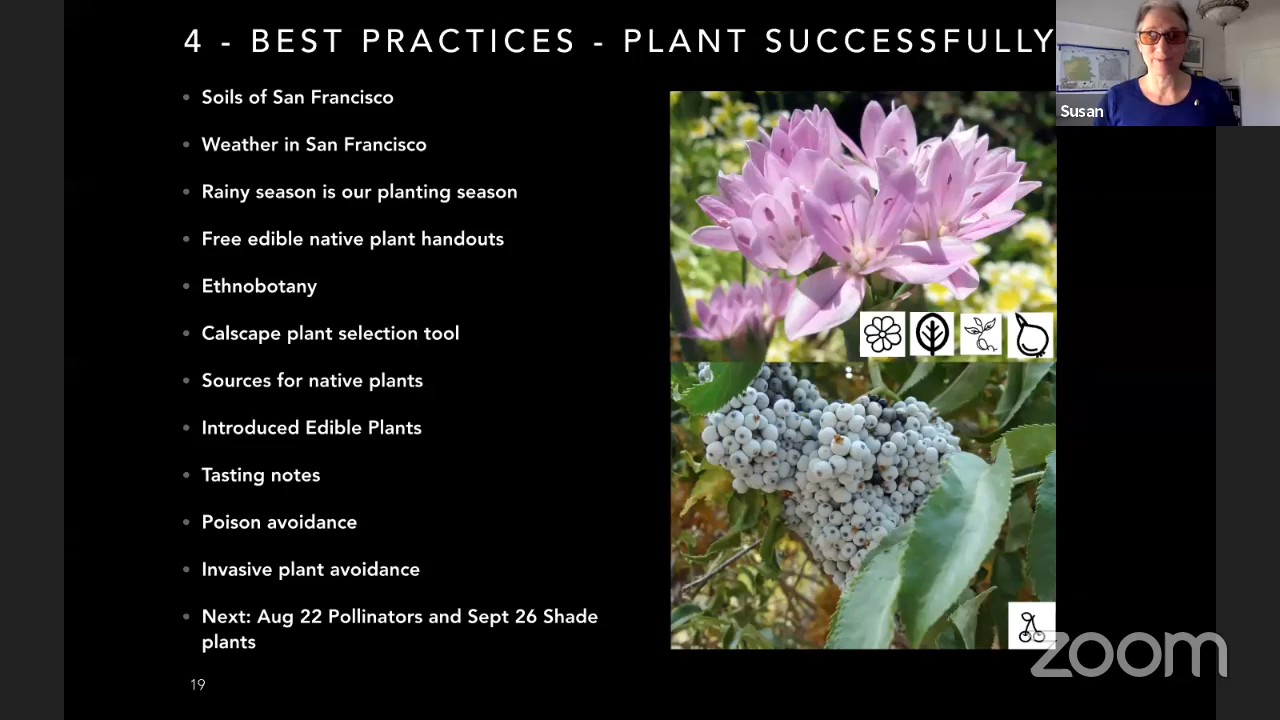 4 - BEST PRACTICES - PLANT SUCCESSFULLY
Susan
Soils of San Francisco
Weather in San Francisco
Rainy season is our planting season
Free edible native plant handouts
Ethnobotany
Calscape plant selection tool
Sources for native plants
Introduced Edible Plants
Tasting notes
Poison avoidance
Invasive plant avoidance
Next: Aug 22 Pollinators and Sept 26 Shade
plants
zoom
19